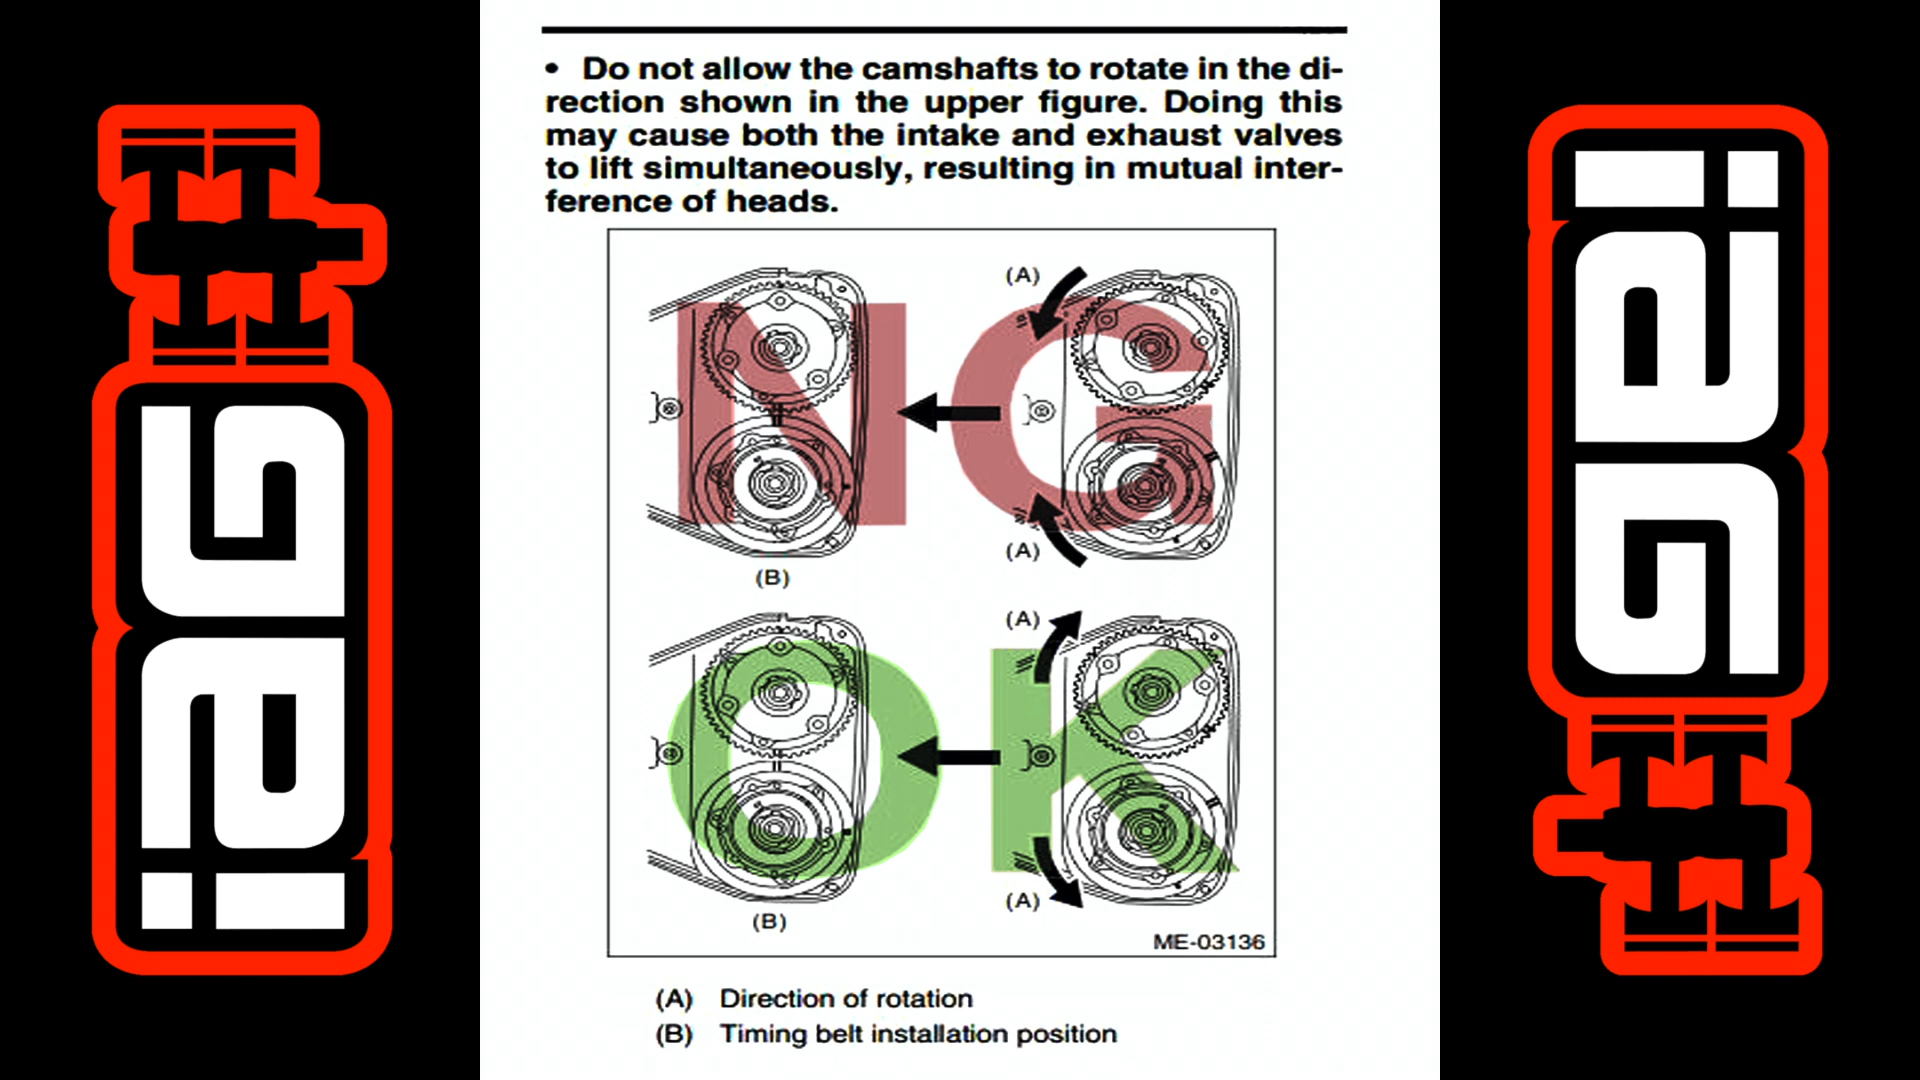 • Do not allow the camshafts to rotate in the di-
rection shown in the upper figure. Doing this
may cause both the intake and exhaust valves
to lift simultaneously, resulting in mutual inter-
ference of heads.
(A)
NG
(A)
(B)
(A)
OK
(A)
(B)
ME-03136
(A) Direction of rotation
(B) Timing belt installation position
iAG
iAG